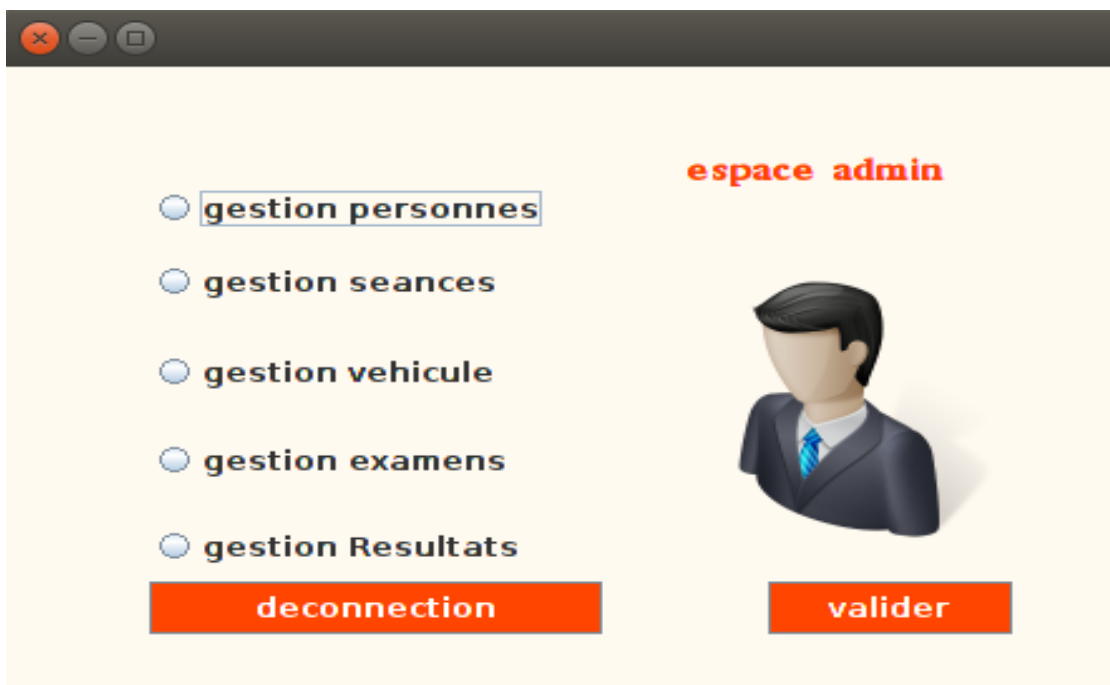 espace admin
gestion personnes
gestion seances
gestion vehicule
gestion examens
gestion Resultats
deconnection
valider